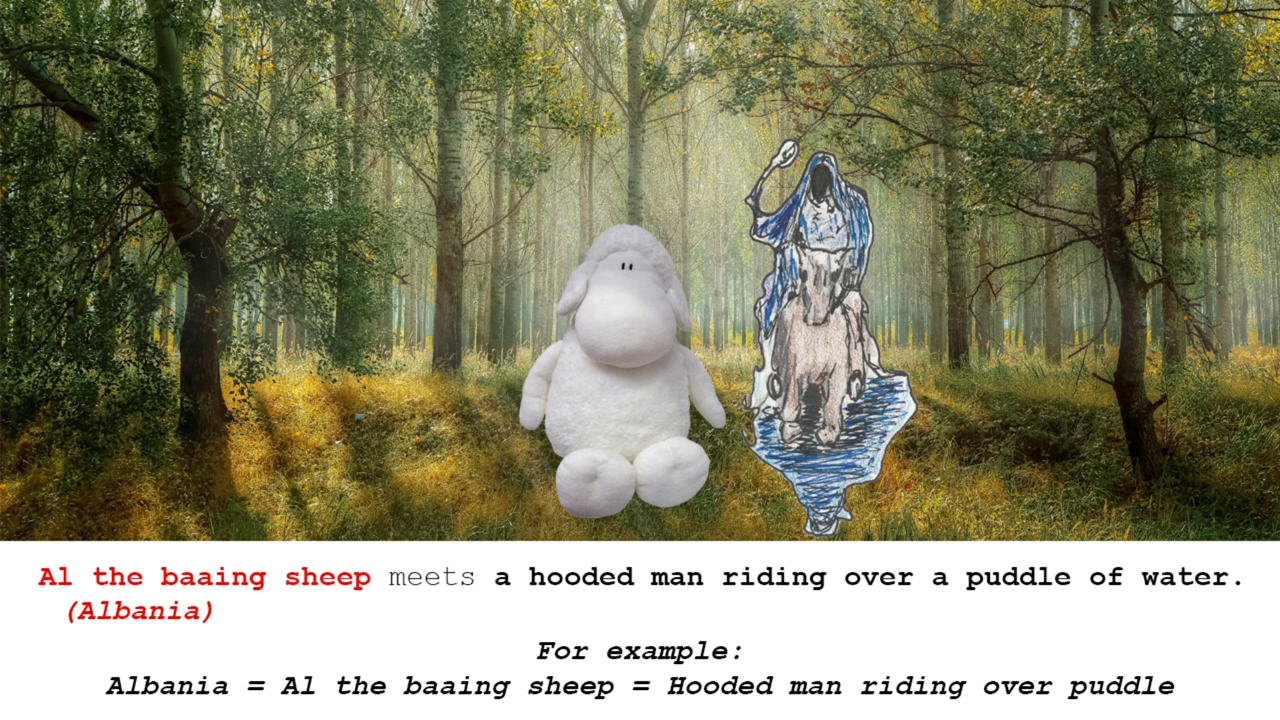 Al the baaing sheep meets a hooded man riding over a puddle of water.
(Albania)
For example:
Albania = Al the baaing sheep = Hooded man riding over puddle